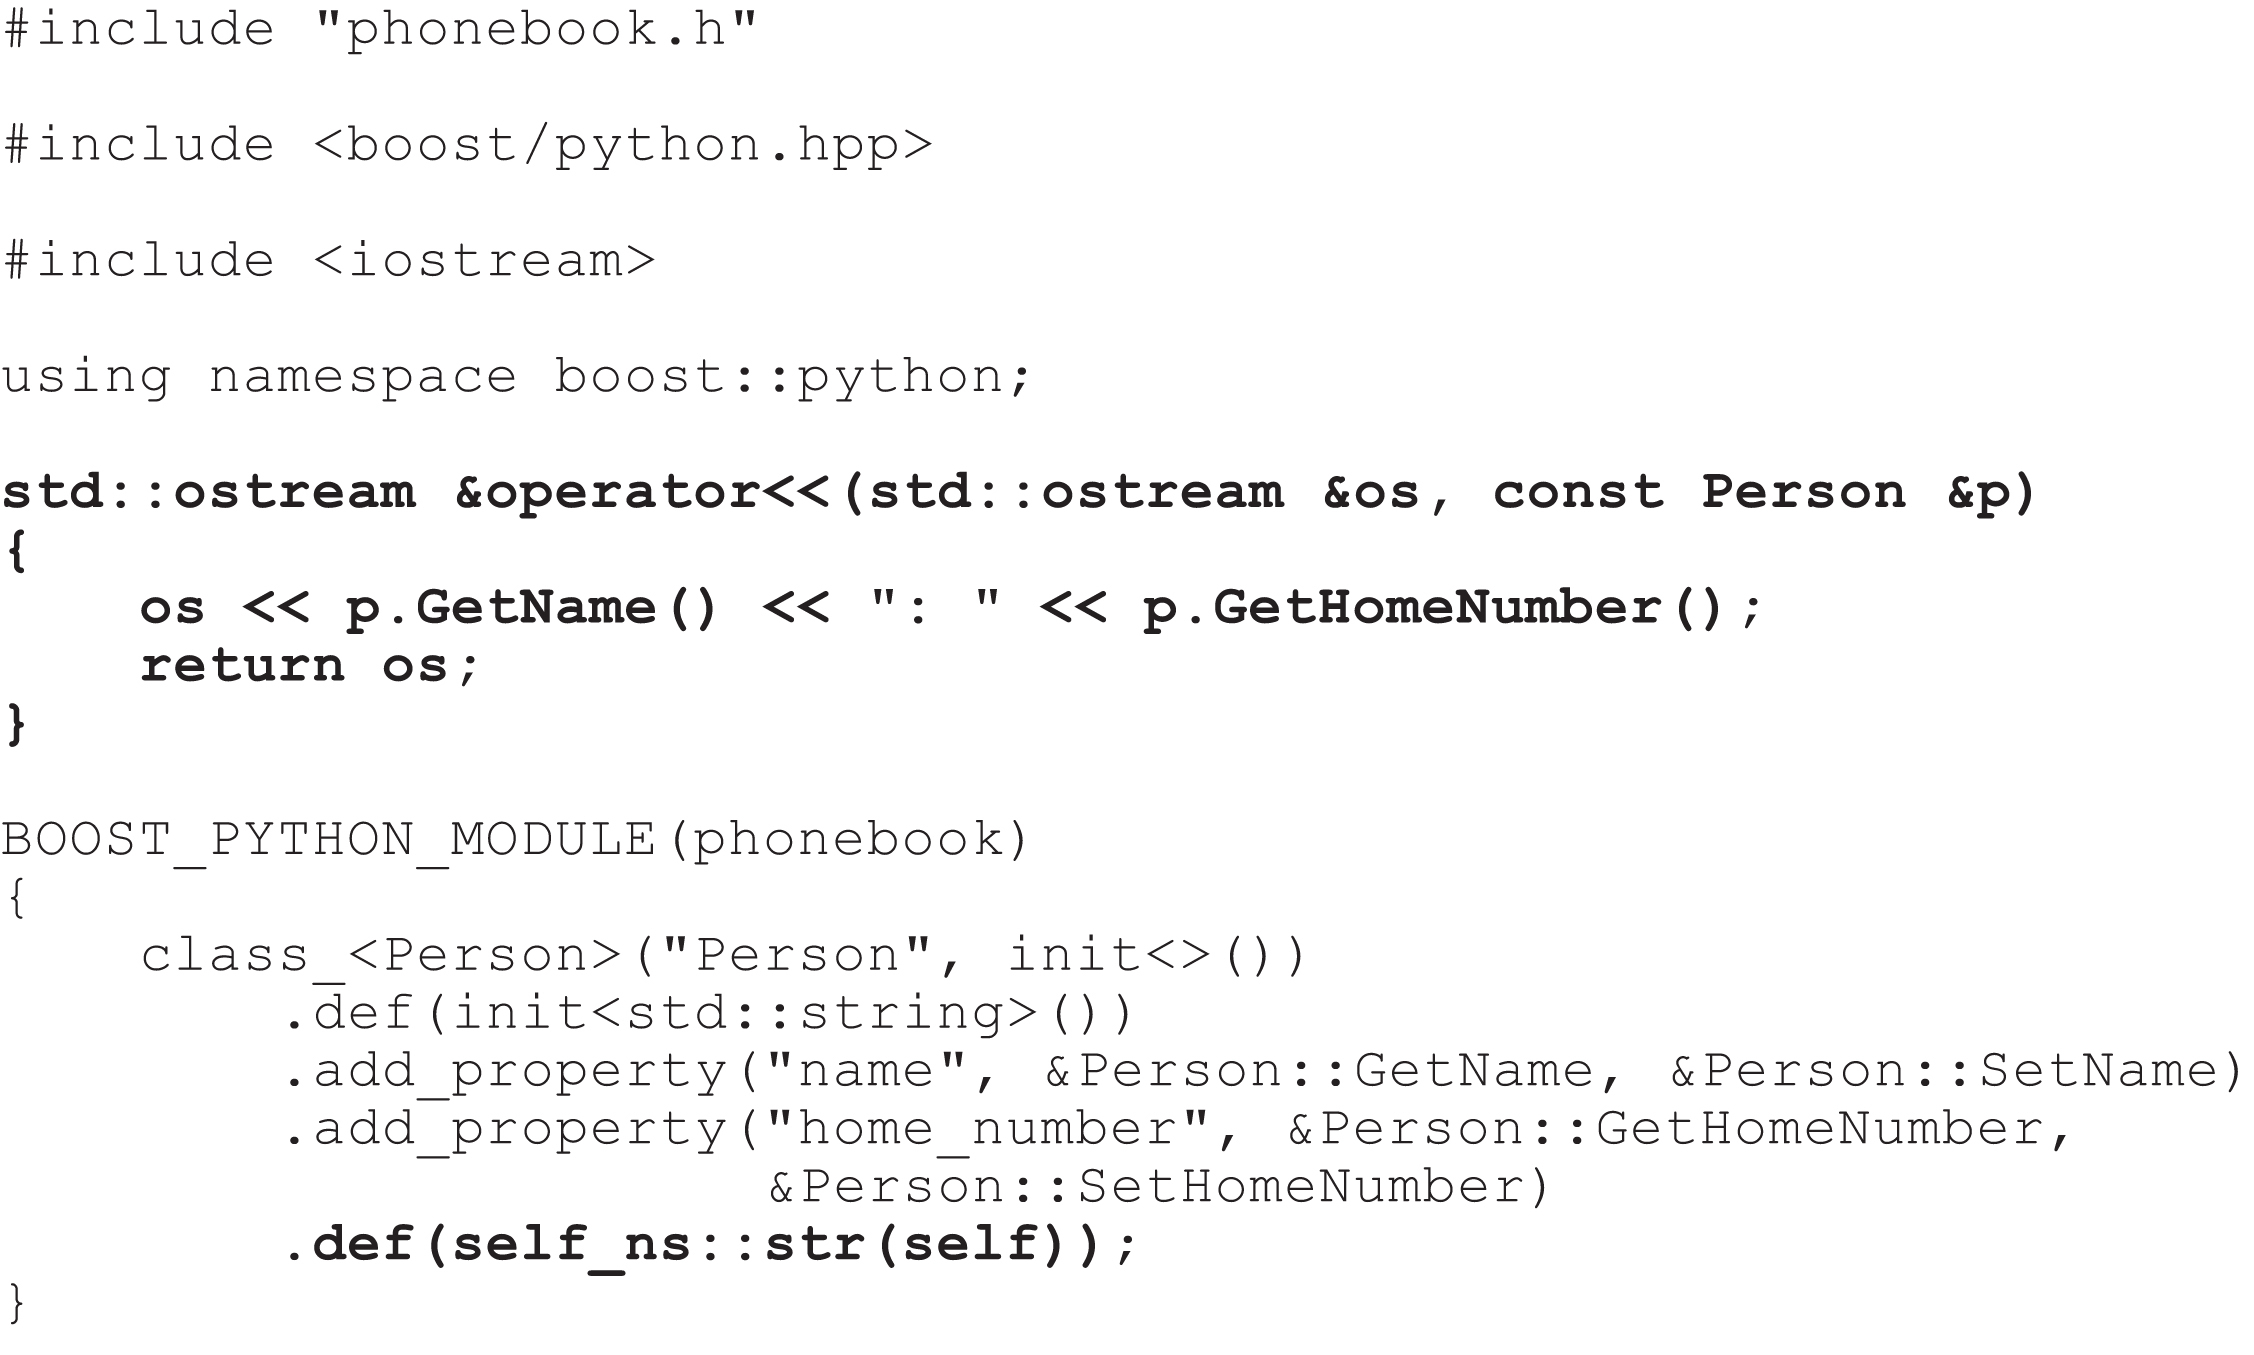 #include "phonebook.h"
#include <boost/python.hpp>
#include <iostream>
using namespace boost::python;
std::ostream &operator<<(std::ostream &os, const Person &p)
{
    os << p.GetName() << ": " << p.GetHomeNumber();
    return os;
}
BOOST_PYTHON_MODULE(phonebook)
{
    class_<Person>("Person", init<>())
        .def(init<std::string>())
        .add_property("name", &Person::GetName, &Person::SetName)
        .add_property("home_number", &Person::GetHomeNumber,
                      &Person::SetHomeNumber)
        .def(self_ns::str(self));
}